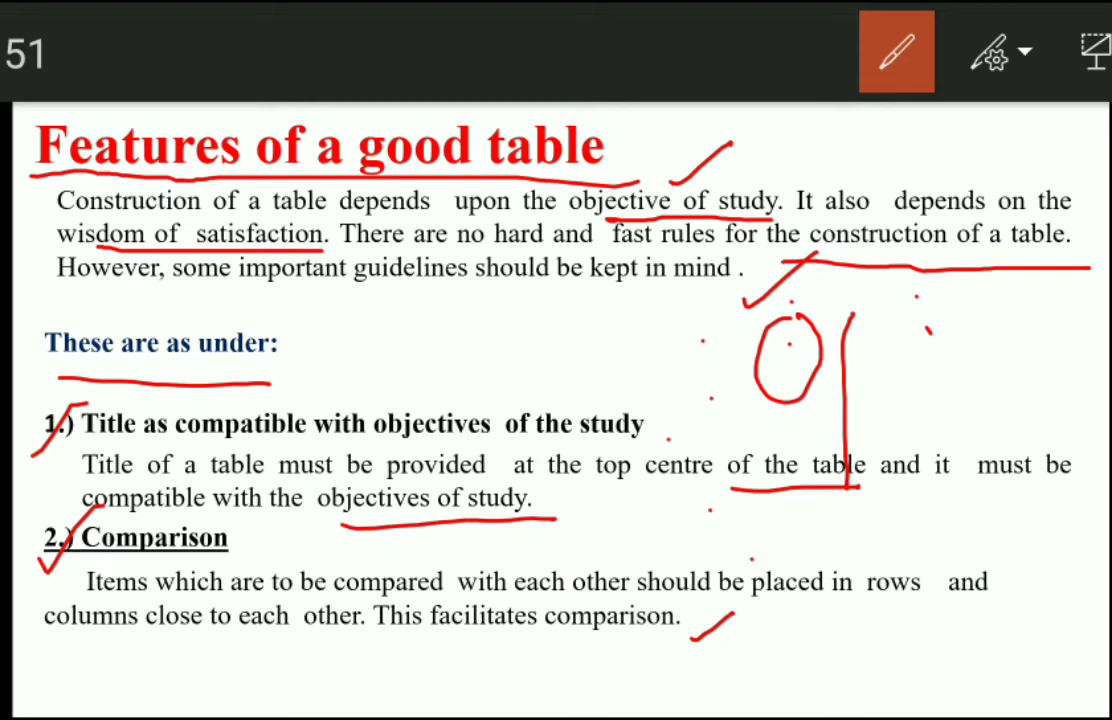 51
Features of a good table
Construction of a table depends upon the objective of study. It also depends on the
wisdom of satisfaction. There are no hard and fast rules for the construction of a table.
However, some important guidelines should be kept in mind .
These are as under:
1.) Title as compatible with objectives of the study
Title of a table must be provided at the top centre of the table and it must be
compatible with the objectives of study.
2.) Comparison
Items which are to be compared with each other should be placed in rows and
columns close to each other. This facilitates comparison.